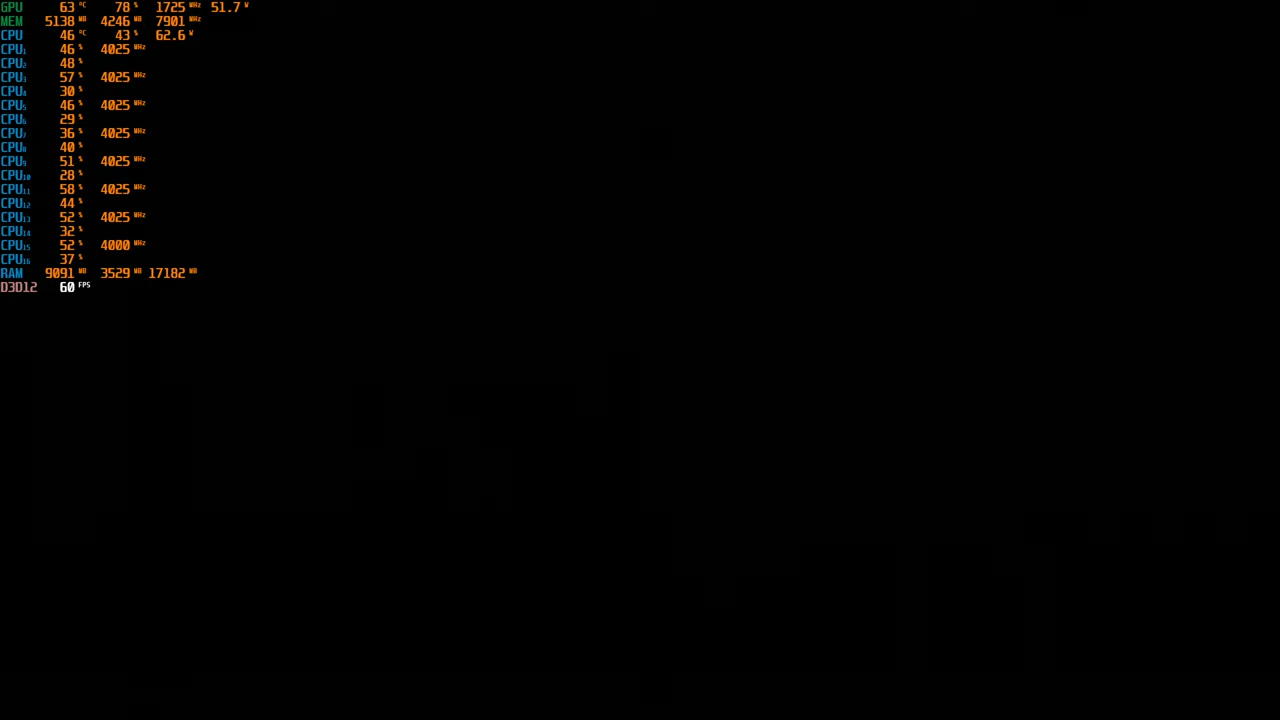 GPU 63 °C 78 % 1725 MHz 51.7 W
MEM 5138 MB 4246 MB 7901 MHz
CPU 46 °C 43 % 62.6 W
CPU1 46 % 4025 MHz
CPU2 48 %
CPU3 57 % 4025 MHz
CPU4 30 %
CPU5 46 % 4025 MHz
CPU6 29 %
CPU7 36 % 4025 MHz
CPU8 40 %
CPU9 51 % 4025 MHz
CPU10 28 %
CPU11 58 % 4025 MHz
CPU12 44 %
CPU13 52 % 4025 MHz
CPU14 32 %
CPU15 52 % 4000 MHz
CPU16 37 %
RAM 9091 MB 3529 MB 17182 MB
D3D12 60 FPS